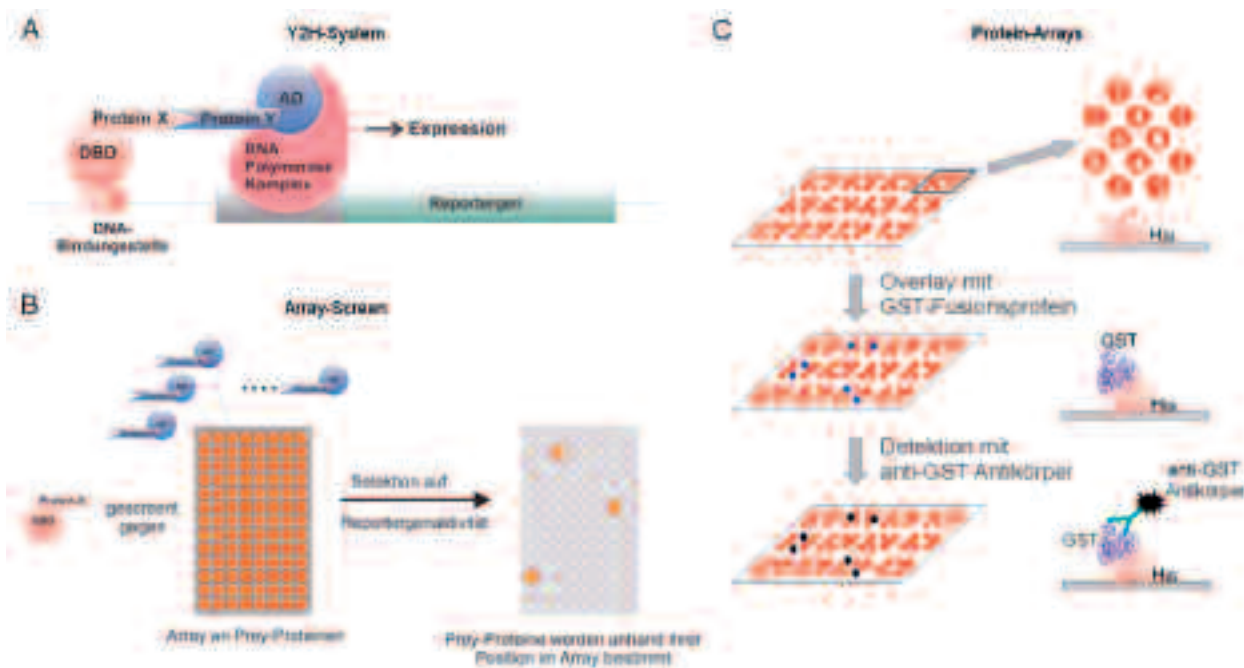 A
Y2H-System
AD
Protein X
Protein Y
Expression
DBD
RNA
Polymerase
Komplex
Reportergen
DNA-
Bindungsstelle
B
Array-Screen
gescreent
gegen
Selektion auf
Reportergenaktivität
Array an Prey-Proteinen
Prey-Proteine werden anhand ihrer
Position im Array bestimmt
C
Protein-Arrays
His
Overlay mit
GST-Fusionsprotein
GST
His
Detektion mit
anti-GST Antikörper
anti-GST
Antikörper
GST
His